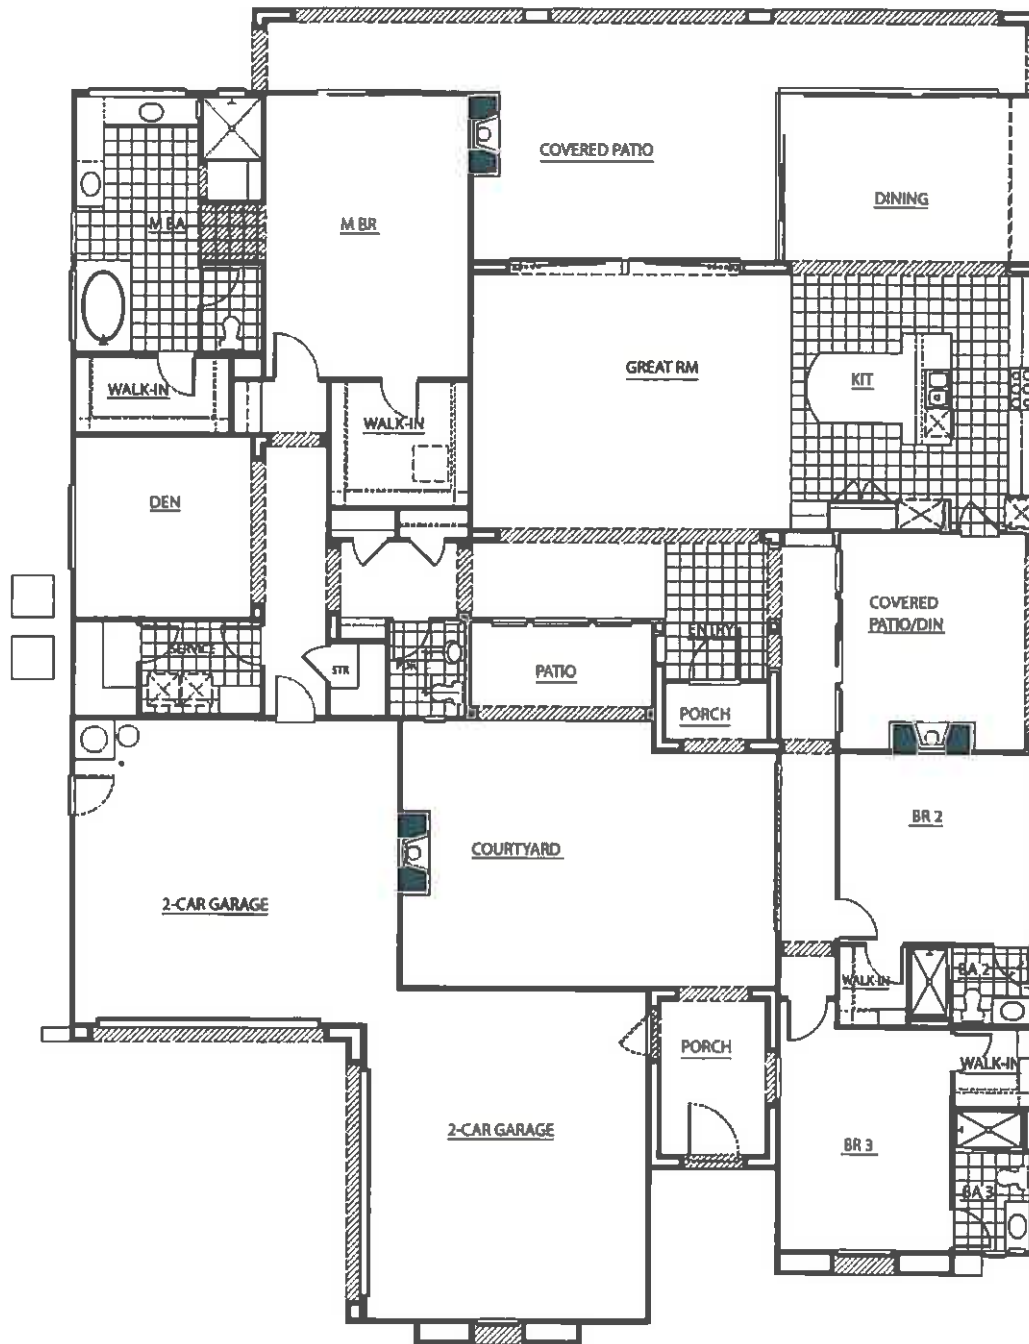 COVERED PATIO
DINING
M BA
M BR
GREAT RM
KIT
WALK-IN
WALK-IN
DEN
COVERED
PATIO/DIN
SERVICE
STR
PDR
PATIO
ENTRY
PORCH
BR 2
COURTYARD
2-CAR GARAGE
WALK-IN
BA 2
PORCH
WALK-IN
2-CAR GARAGE
BR 3
BA 3